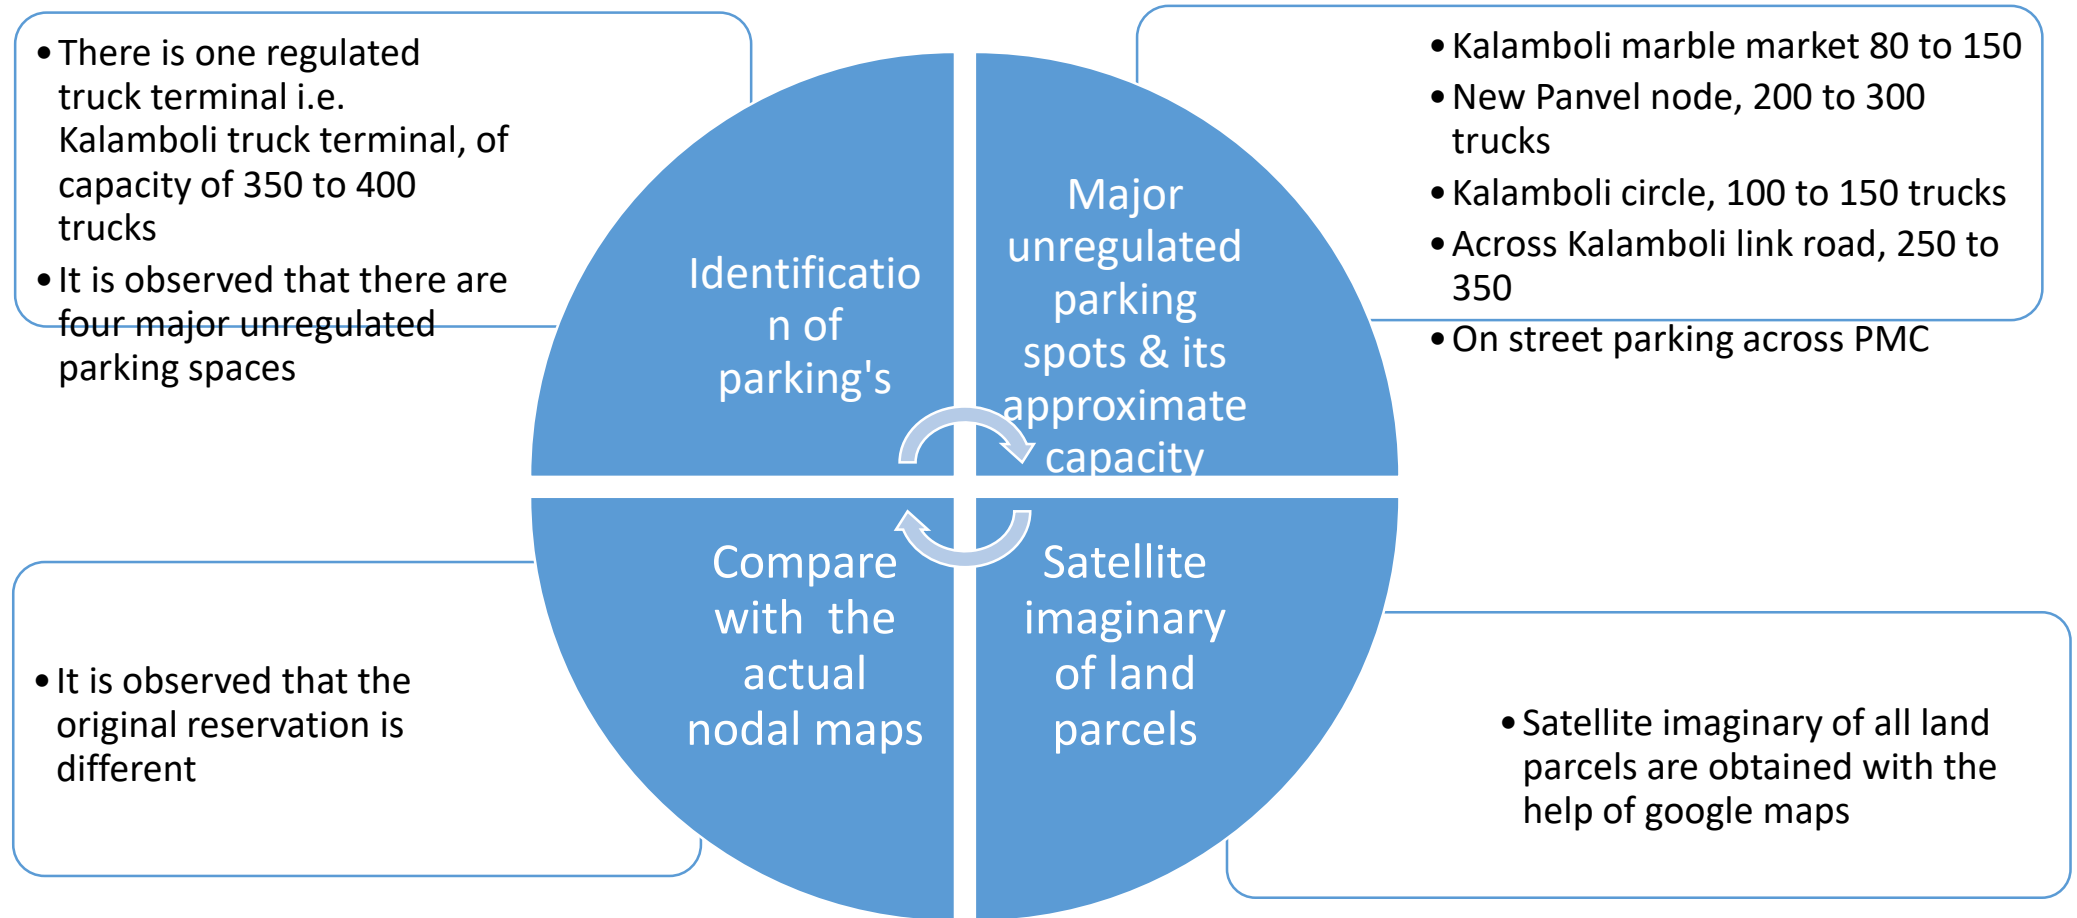 • There is one regulated
truck terminal i.e.
Kalamboli truck terminal, of
capacity of 350 to 400
trucks
• It is observed that there are
four major unregulated
parking spaces
Identificatio
n of
parking's
Major
unregulated
parking
spots & its
approximate
capacity
• Kalamboli marble market 80 to 150
• New Panvel node, 200 to 300
trucks
• Kalamboli circle, 100 to 150 trucks
• Across Kalamboli link road, 250 to
350
• On street parking across PMC
• It is observed that the
original reservation is
different
Compare
with  the
actual
nodal maps
Satellite
imaginary
of land
parcels
• Satellite imaginary of all land
parcels are obtained with the
help of google maps